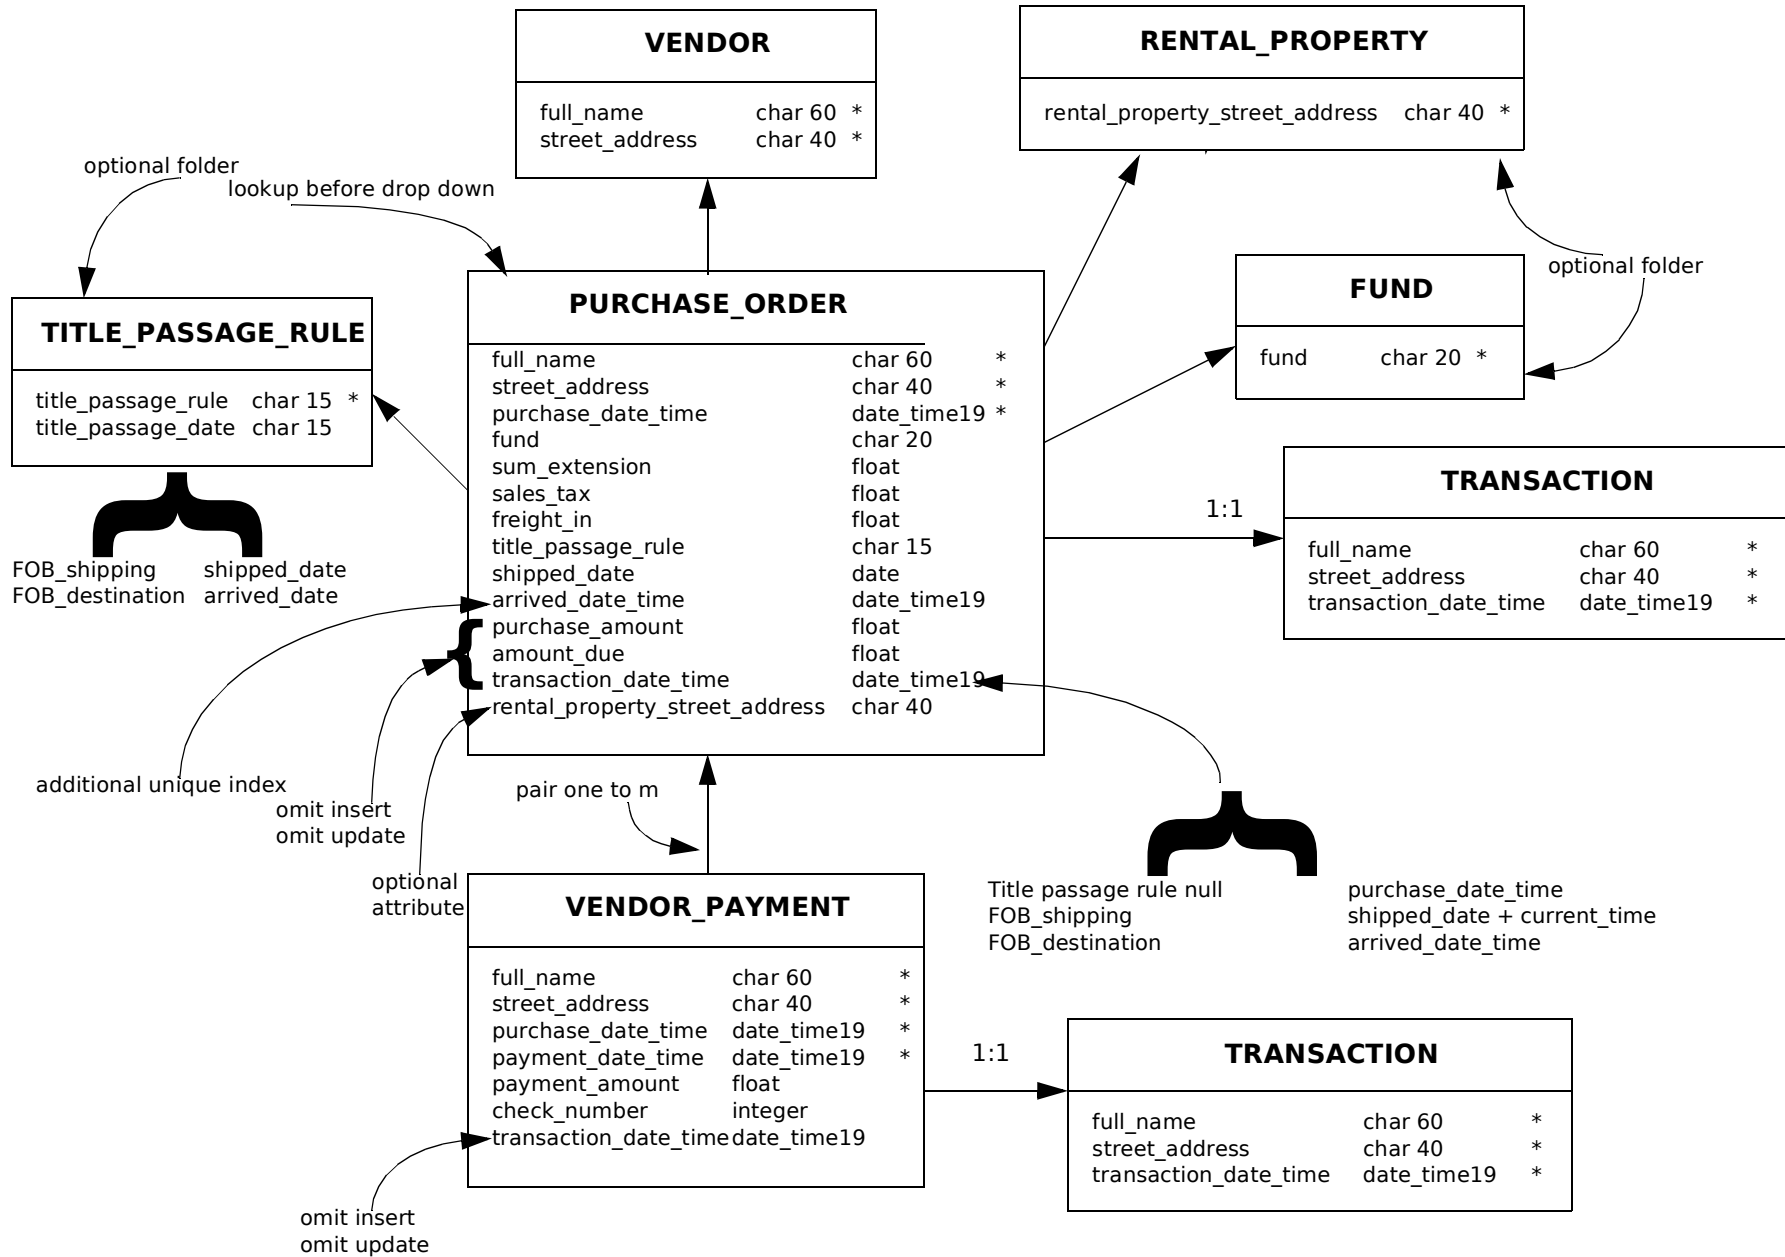 VENDOR
full_name char 60 *
street_address char 40 *
RENTAL_PROPERTY
rental_property_street_address char 40 *
optional folder
lookup before drop down
optional folder
FUND
fund char 20 *
TITLE_PASSAGE_RULE
title_passage_rule char 15 *
title_passage_date char 15
FOB_shipping shipped_date
FOB_destination arrived_date
PURCHASE_ORDER
full_name char 60 *
street_address char 40 *
purchase_date_time date_time19 *
fund char 20
sum_extension float
sales_tax float
freight_in float
title_passage_rule char 15
shipped_date date
arrived_date_time date_time19
purchase_amount float
amount_due float
transaction_date_time date_time19
rental_property_street_address char 40
1:1
TRANSACTION
full_name char 60 *
street_address char 40 *
transaction_date_time date_time19 *
additional unique index
omit insert
omit update
optional
attribute
pair one to m
Title passage rule null purchase_date_time
FOB_shipping shipped_date + current_time
FOB_destination arrived_date_time
VENDOR_PAYMENT
full_name char 60 *
street_address char 40 *
purchase_date_time date_time19 *
payment_date_time date_time19 *
payment_amount float
check_number integer
transaction_date_time date_time19
omit insert
omit update
1:1
TRANSACTION
full_name char 60 *
street_address char 40 *
transaction_date_time date_time19 *